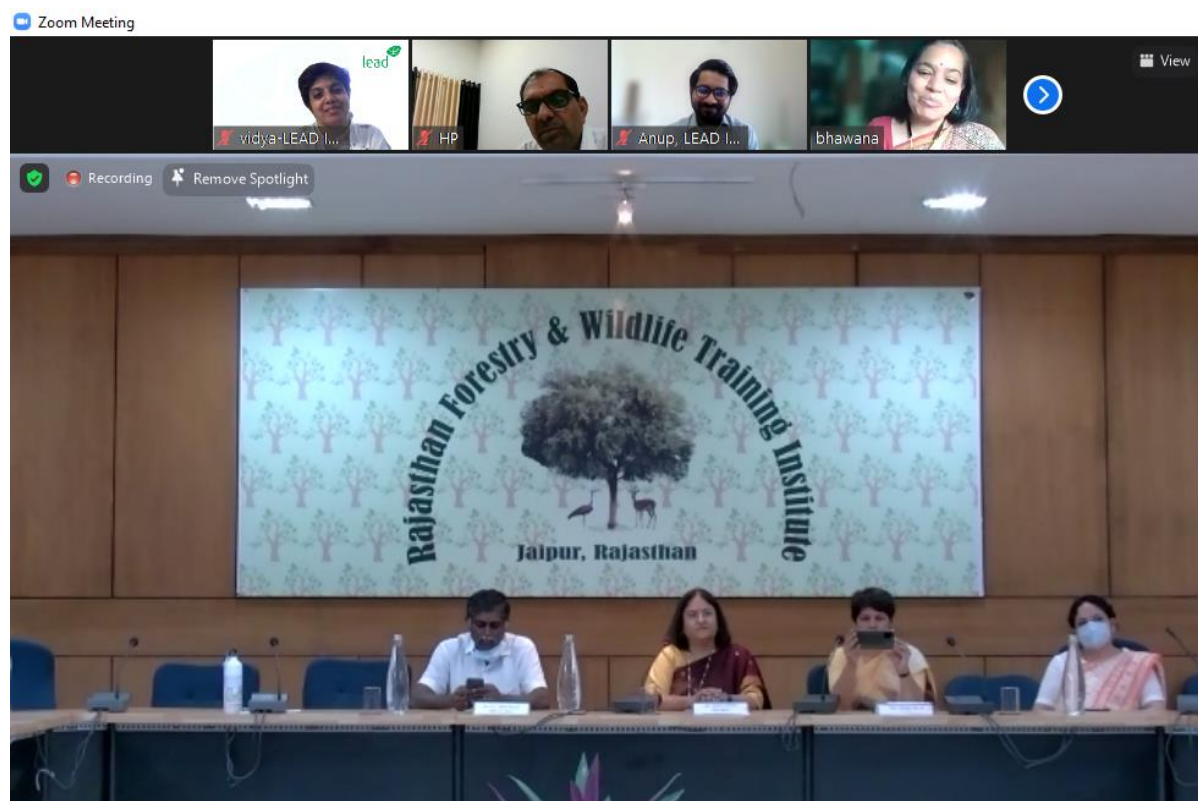 Zoom Meeting
lead
View
vidya-LEAD I...
HP
Anup, LEAD I...
bhawana
Recording
Remove Spotlight
Rajasthan Forestry & Wildlife Training Institute
Jaipur, Rajasthan